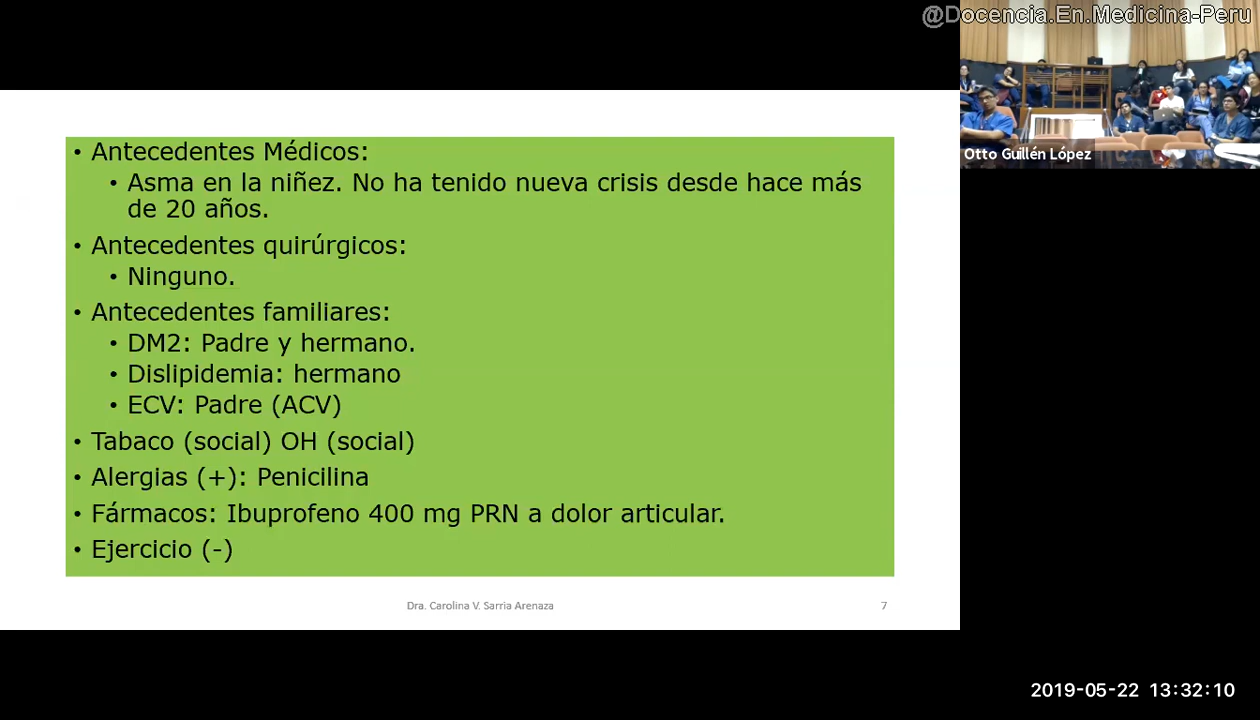 @Docencia.En.Medicina-Peru
Otto Guillén López
• Antecedentes Médicos:
• Asma en la niñez. No ha tenido nueva crisis desde hace más
de 20 años.
• Antecedentes quirúrgicos:
• Ninguno.
• Antecedentes familiares:
• DM2: Padre y hermano.
• Dislipidemia: hermano
• ECV: Padre (ACV)
• Tabaco (social) OH (social)
• Alergias (+): Penicilina
• Fármacos: Ibuprofeno 400 mg PRN a dolor articular.
• Ejercicio (-)
Dra. Carolina V. Sarria Arenaza
7
2019-05-22 13:32:10